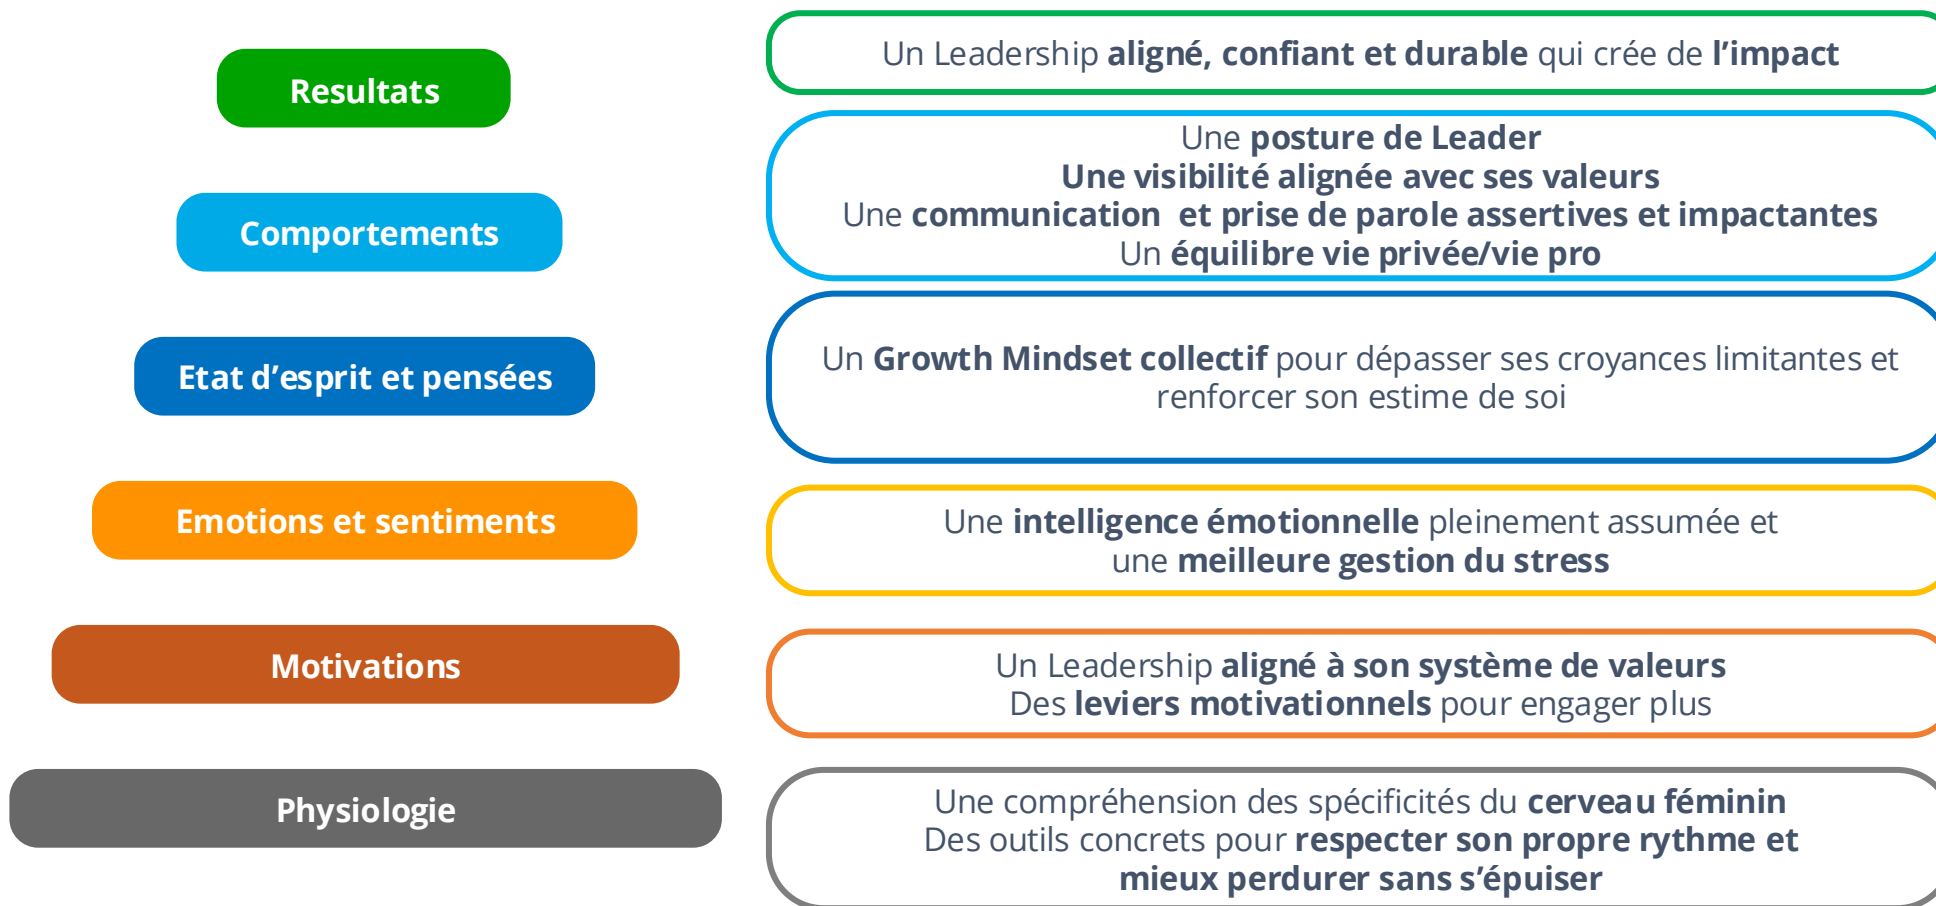 Resultats
Un Leadership aligné, confiant et durable qui crée de l’impact
Comportements
Une posture de Leader
Une visibilité alignée avec ses valeurs
Une communication  et prise de parole assertives et impactantes
Un équilibre vie privée/vie pro
Etat d’esprit et pensées
Un Growth Mindset collectif pour dépasser ses croyances limitantes et
renforcer son estime de soi
Emotions et sentiments
Une intelligence émotionnelle pleinement assumée et
une meilleure gestion du stress
Motivations
Un Leadership aligné à son système de valeurs
Des leviers motivationnels pour engager plus
Physiologie
Une compréhension des spécificités du cerveau féminin
Des outils concrets pour respecter son propre rythme et
mieux perdurer sans s’épuiser